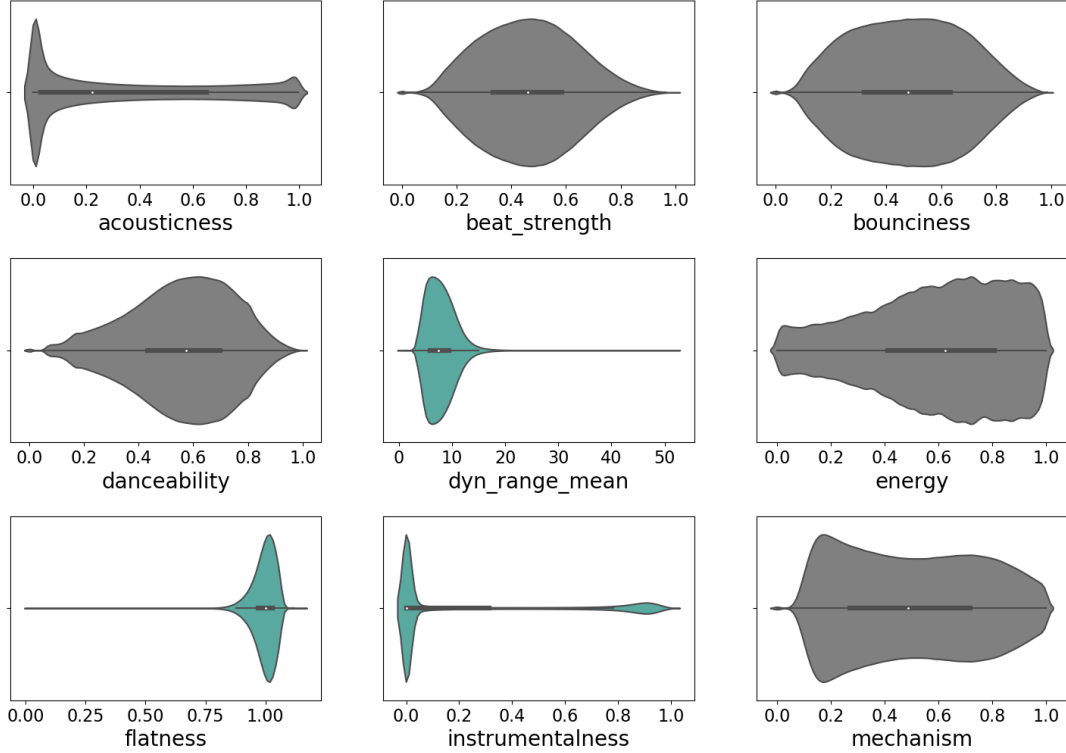 0.0 0.2 0.4 0.6 0.8 1.0
acousticness
0.0 0.2 0.4 0.6 0.8 1.0
beat_strength
0.0 0.2 0.4 0.6 0.8 1.0
bounciness
0.0 0.2 0.4 0.6 0.8 1.0
danceability
0 10 20 30 40 50
dyn_range_mean
0.0 0.2 0.4 0.6 0.8 1.0
energy
0.00 0.25 0.50 0.75 1.00
flatness
0.0 0.2 0.4 0.6 0.8 1.0
instrumentalness
0.0 0.2 0.4 0.6 0.8 1.0
mechanism